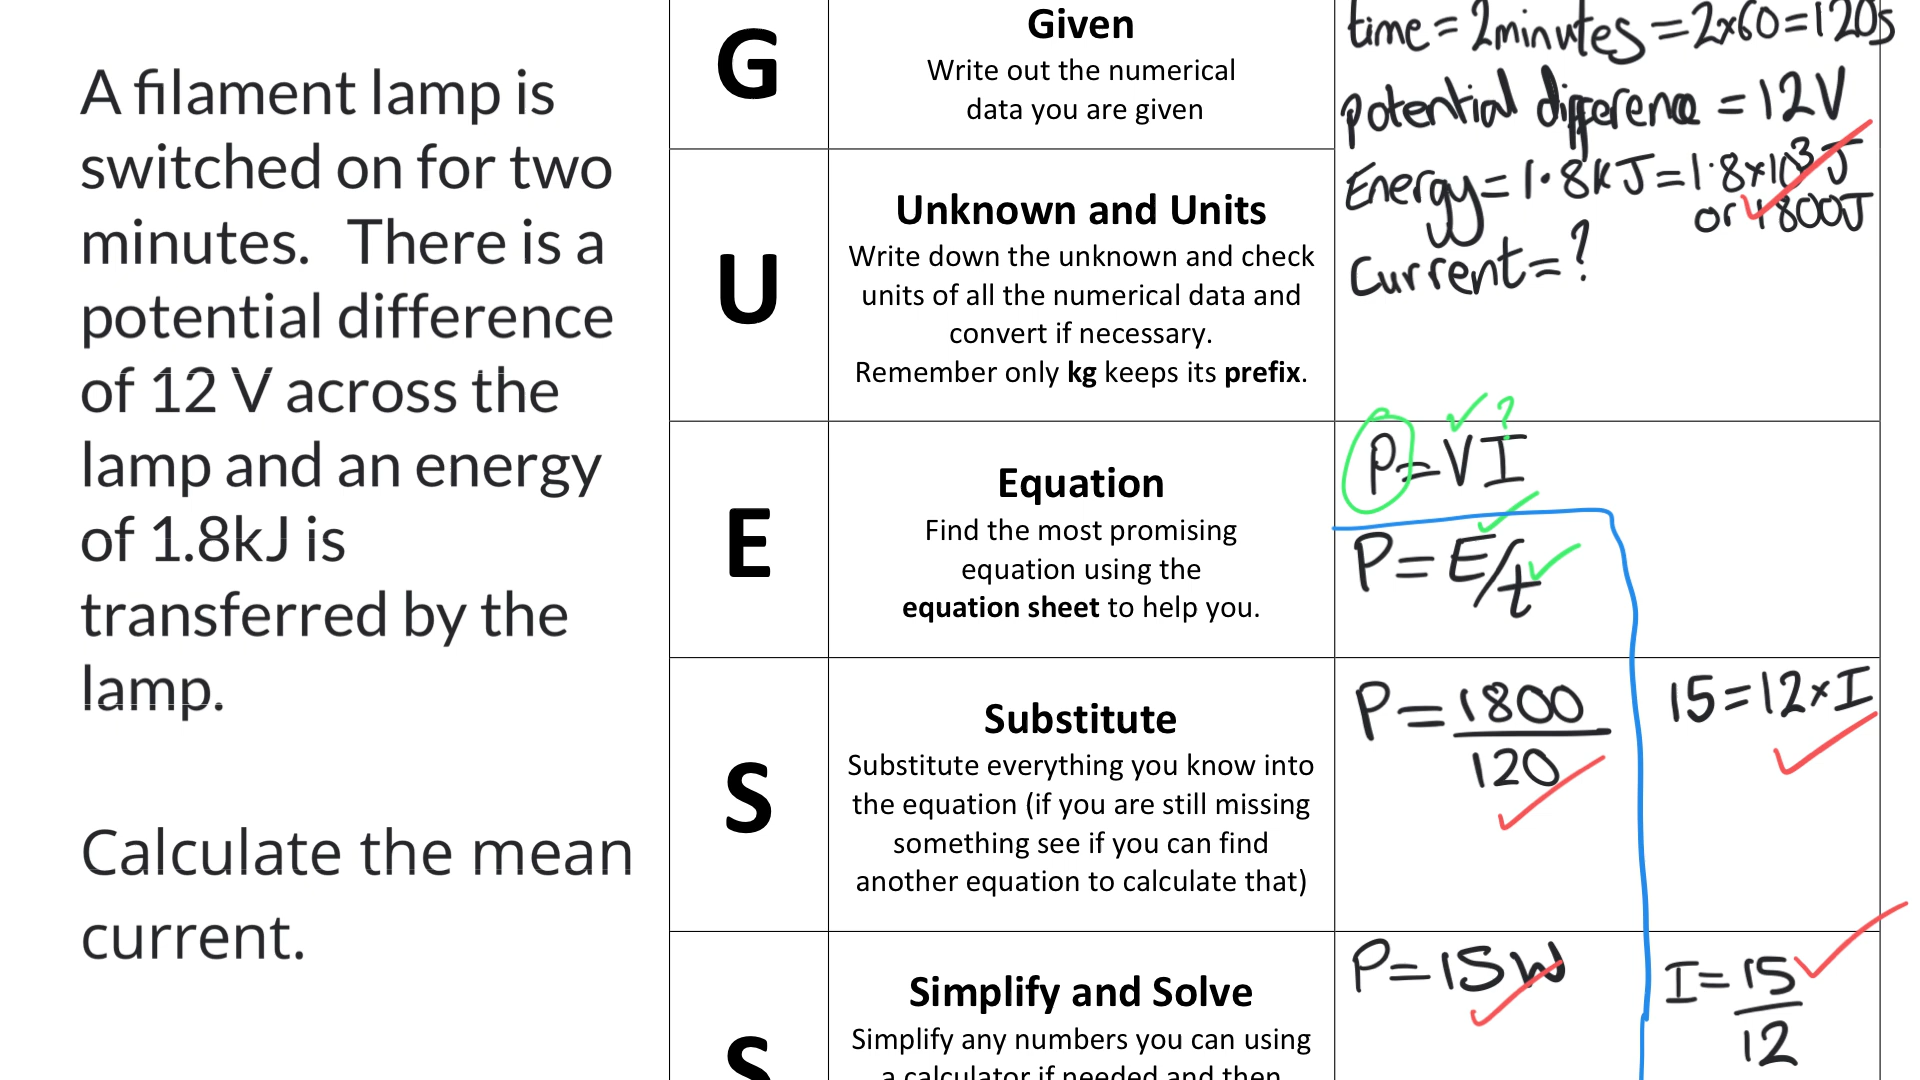 A filament lamp is
switched on for two
minutes. There is a
potential difference
of 12 V across the
lamp and an energy
of 1.8kJ is
transferred by the
lamp.
Calculate the mean
current.
G
Given
Write out the numerical
data you are given
time = 2minutes = 2x60=120s
potential difference = 12V
Energy = 1.8kJ = 1.8x10³J
or 1800J
Current = ?
U
Unknown and Units
Write down the unknown and check
units of all the numerical data and
convert if necessary.
Remember only kg keeps its prefix.
E
Equation
Find the most promising
equation using the
equation sheet to help you.
✓ ?
P=VI
P=E/t
S
Substitute
Substitute everything you know into
the equation (if you are still missing
something see if you can find
another equation to calculate that)
P=1800
120
15=12xI
S
Simplify and Solve
Simplify any numbers you can using
a calculator if needed and then
P=15W
I=15
12